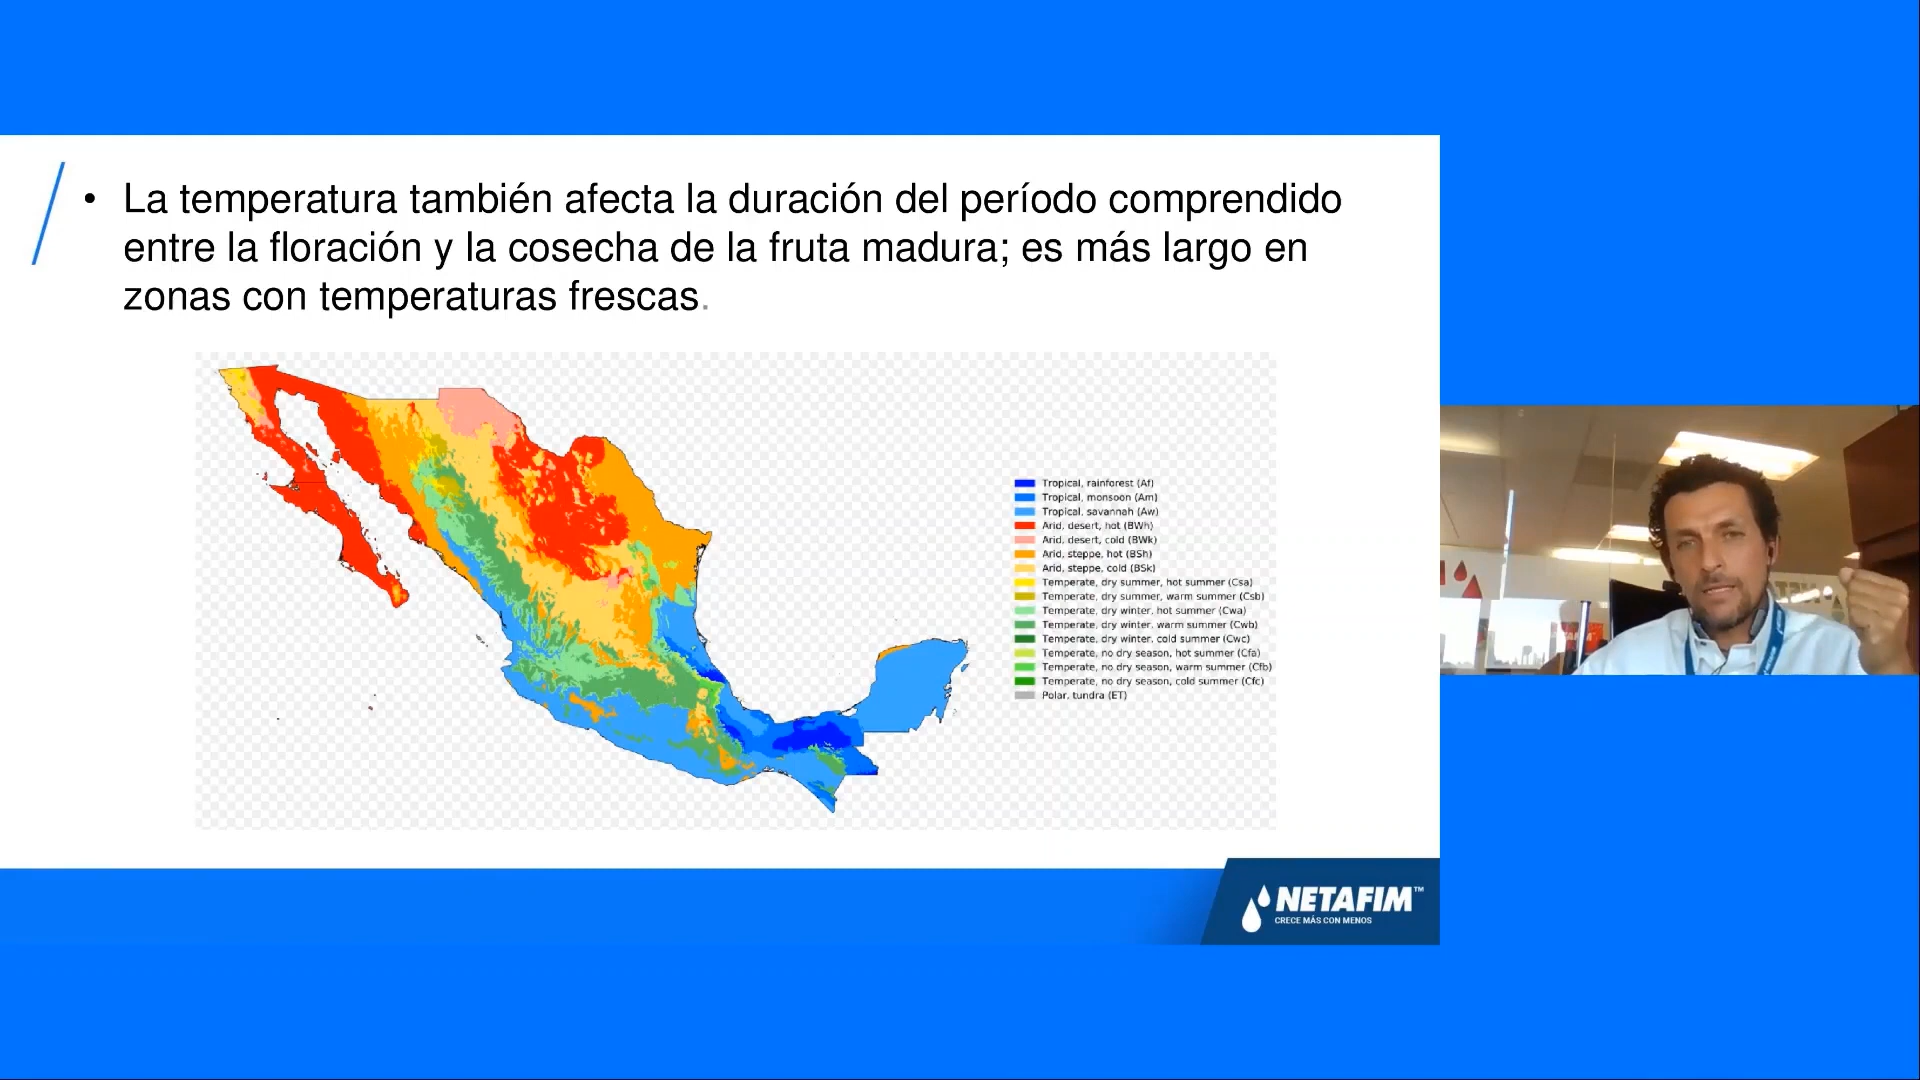 • La temperatura también afecta la duración del período comprendido
entre la floración y la cosecha de la fruta madura; es más largo en
zonas con temperaturas frescas.
Tropical, rainforest (Af)
Tropical, monsoon (Am)
Tropical, savannah (Aw)
Arid, desert, hot (BWh)
Arid, desert, cold (BWk)
Arid, steppe, hot (BSh)
Arid, steppe, cold (BSk)
Temperate, dry summer, hot summer (Csa)
Temperate, dry summer, warm summer (Csb)
Temperate, dry winter, hot summer (Cwa)
Temperate, dry winter, warm summer (Cwb)
Temperate, dry winter, cold summer (Cwc)
Temperate, no dry season, hot summer (Cfa)
Temperate, no dry season, warm summer (Cfb)
Temperate, no dry season, cold summer (Cfc)
Polar, tundra (ET)
NETAFIM™
CRECE MÁS CON MENOS